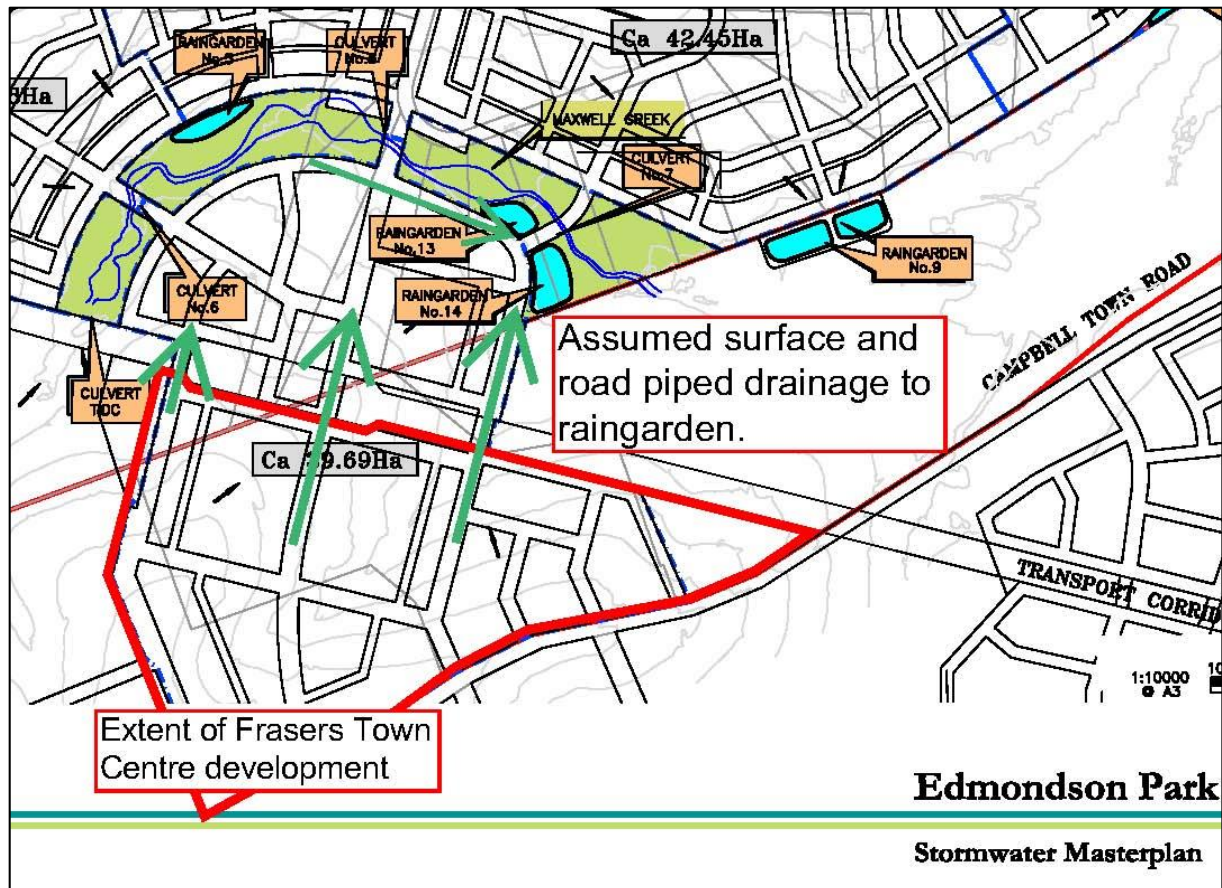 RAINGARDEN
CULVERT
Ca 42.45Ha
MAXWELL CREEK
CULVERT
No.7
RAINGARDEN
No.13
RAINGARDEN
No.9
CULVERT
No.6
RAINGARDEN
No.14
Assumed surface and
road piped drainage to
raingarden.
CAMPBELL TOWN ROAD
CULVERT
TIDC
TRANSPORT CORRID
1:10000
@ A3
Extent of Frasers Town
Centre development
Edmondson Park
Stormwater Masterplan